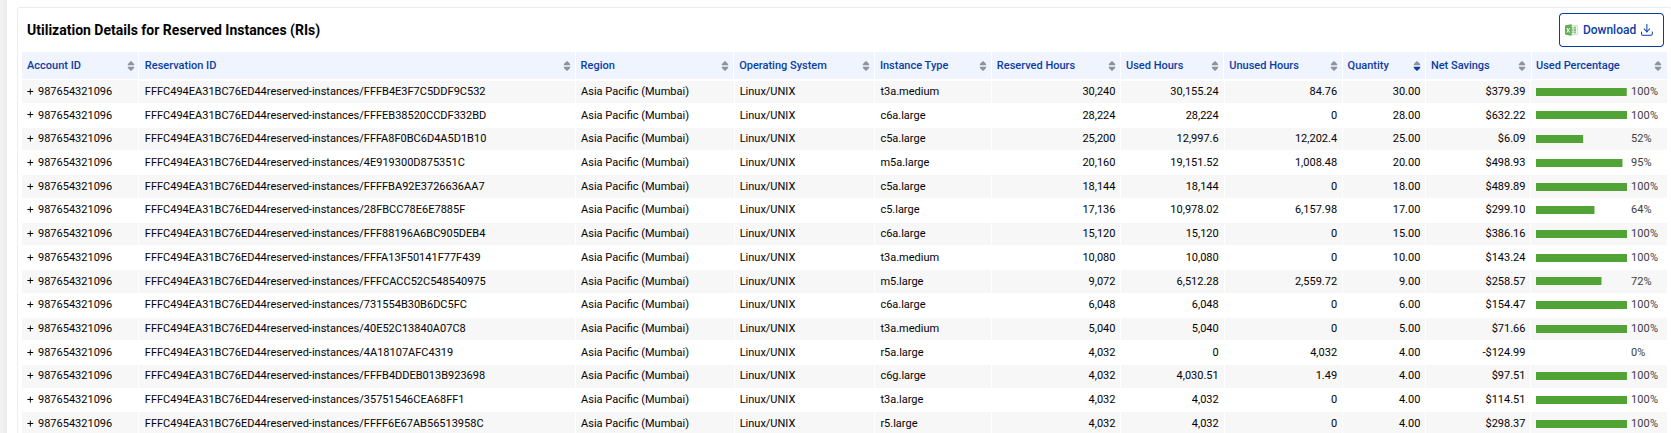 Utilization Details for Reserved Instances (RIs)
Download
Account ID Reservation ID Region Operating System Instance Type Reserved Hours Used Hours Unused Hours Quantity Net Savings Used Percentage
+ 987654321096 FFFC494EA31BC76ED44reserved-instances/FFFB4E3F7C5DDF9C532 Asia Pacific (Mumbai) Linux/UNIX t3a.medium 30,240 30,155.24 84.76 30.00 $379.39 100%
+ 987654321096 FFFC494EA31BC76ED44reserved-instances/FFFEB38520CCDF332BD Asia Pacific (Mumbai) Linux/UNIX c6a.large 28,224 28,224 0 28.00 $632.22 100%
+ 987654321096 FFFC494EA31BC76ED44reserved-instances/FFFA8F0BC6D4A5D1B10 Asia Pacific (Mumbai) Linux/UNIX c5a.large 25,200 12,997.6 12,202.4 25.00 $6.09 52%
+ 987654321096 FFFC494EA31BC76ED44reserved-instances/4E919300D875351C Asia Pacific (Mumbai) Linux/UNIX m5a.large 20,160 19,151.52 1,008.48 20.00 $498.93 95%
+ 987654321096 FFFC494EA31BC76ED44reserved-instances/FFFFBA92E3726636AA7 Asia Pacific (Mumbai) Linux/UNIX c5a.large 18,144 18,144 0 18.00 $489.89 100%
+ 987654321096 FFFC494EA31BC76ED44reserved-instances/28FBCC78E6E7885F Asia Pacific (Mumbai) Linux/UNIX c5.large 17,136 10,978.02 6,157.98 17.00 $299.10 64%
+ 987654321096 FFFC494EA31BC76ED44reserved-instances/FFF88196A6BC905DEB4 Asia Pacific (Mumbai) Linux/UNIX c6a.large 15,120 15,120 0 15.00 $386.16 100%
+ 987654321096 FFFC494EA31BC76ED44reserved-instances/FFFA13F50141F77F439 Asia Pacific (Mumbai) Linux/UNIX t3a.medium 10,080 10,080 0 10.00 $143.24 100%
+ 987654321096 FFFC494EA31BC76ED44reserved-instances/FFFCACC52C548540975 Asia Pacific (Mumbai) Linux/UNIX m5.large 9,072 6,512.28 2,559.72 9.00 $258.57 72%
+ 987654321096 FFFC494EA31BC76ED44reserved-instances/731554B30B6DC5FC Asia Pacific (Mumbai) Linux/UNIX c6a.large 6,048 6,048 0 6.00 $154.47 100%
+ 987654321096 FFFC494EA31BC76ED44reserved-instances/40E52C13840A07C8 Asia Pacific (Mumbai) Linux/UNIX t3a.medium 5,040 5,040 0 5.00 $71.66 100%
+ 987654321096 FFFC494EA31BC76ED44reserved-instances/4A18107AFC4319 Asia Pacific (Mumbai) Linux/UNIX r5a.large 4,032 0 4,032 4.00 -$124.99 0%
+ 987654321096 FFFC494EA31BC76ED44reserved-instances/FFFB4DDEB013B923698 Asia Pacific (Mumbai) Linux/UNIX c6g.large 4,032 4,030.51 1.49 4.00 $97.51 100%
+ 987654321096 FFFC494EA31BC76ED44reserved-instances/35751546CEA68FF1 Asia Pacific (Mumbai) Linux/UNIX t3a.large 4,032 4,032 0 4.00 $114.51 100%
+ 987654321096 FFFC494EA31BC76ED44reserved-instances/FFFF6E67AB56513958C Asia Pacific (Mumbai) Linux/UNIX r5.large 4,032 4,032 0 4.00 $298.37 100%